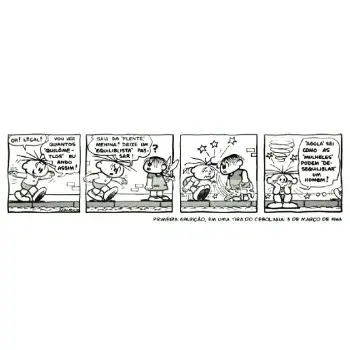 OH! LEGAL!
VOU VER
QUANTOS
"QUILÔME-
TLOS" EU
ANDO
ASSIM!
SAIA DA "FLENTE",
MENINA! DEIXE UM
"EQUILIBLISTA" PAS-
SAR!
?
"AGOLA" SEI
COMO AS
"MULHELES"
PODEM "DE-
SEQUILIBLAR"
UM
HOMEM!
PRIMEIRA APARIÇÃO, EM UMA TIRA DO CEBOLINHA: 3 DE MARÇO DE 1963